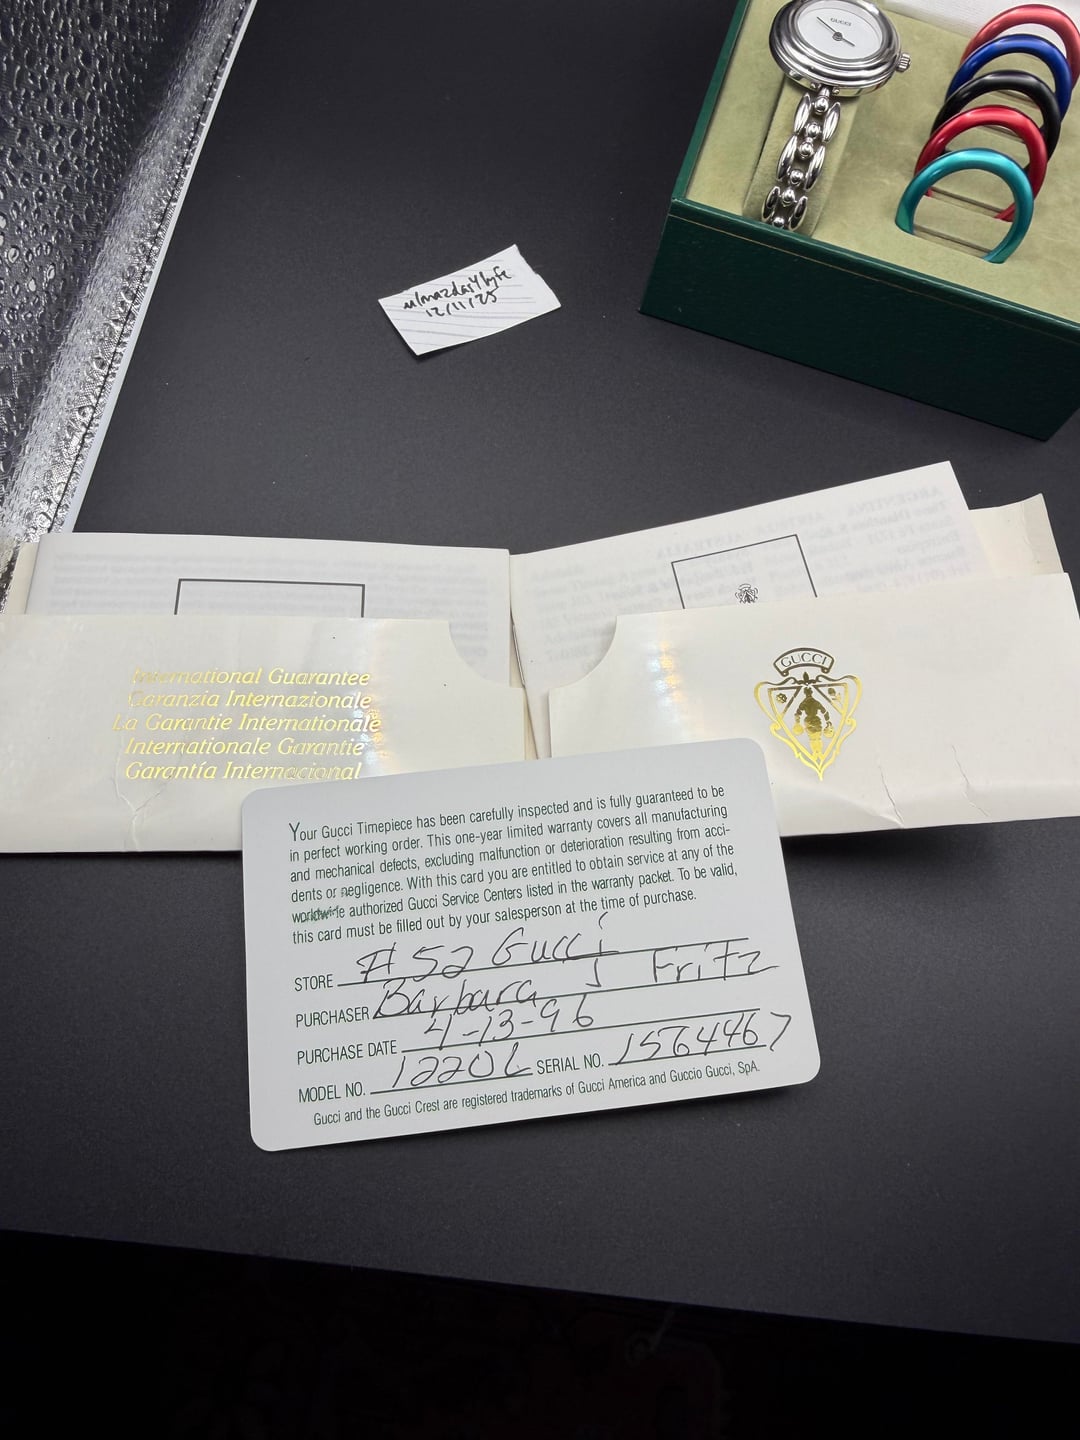 GUCCI
u/mazda_4lyfe
12/11/25
ARGENTINA
AUSTRALIA
International Guarantee
Garanzia Internazionale
La Garantie Internationale
Internationale Garantie
Garantía Internacional
GUCCI
Your Gucci Timepiece has been carefully inspected and is fully guaranteed to be
in perfect working order. This one-year limited warranty covers all manufacturing
and mechanical defects, excluding malfunction or deterioration resulting from acci-
dents or negligence. With this card you are entitled to obtain service at any of the
worldwide authorized Gucci Service Centers listed in the warranty packet. To be valid,
this card must be filled out by your salesperson at the time of purchase.
STORE #52 Gucci
PURCHASER Barbara J Fritz
PURCHASE DATE 4-13-96
MODEL NO. 1220L SERIAL NO. 1564467
Gucci and the Gucci Crest are registered trademarks of Gucci America and Guccio Gucci, SpA.